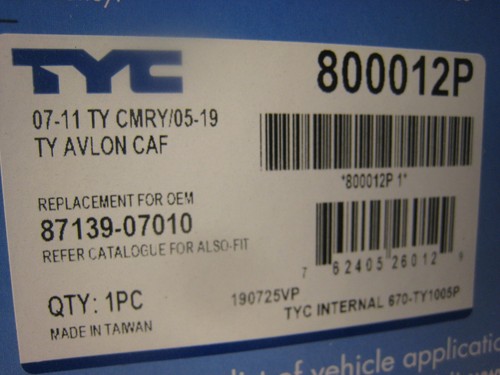 TYC
800012P
07-11 TY CMRY/05-19
TY AVLON CAF
*800012P 1*
REPLACEMENT FOR OEM
87139-07010
REFER CATALOGUE FOR ALSO-FIT
7 62405 26012 9
QTY: 1PC
190725VP
TYC INTERNAL 670-TY1005P
MADE IN TAIWAN
list of vehicle applicatio